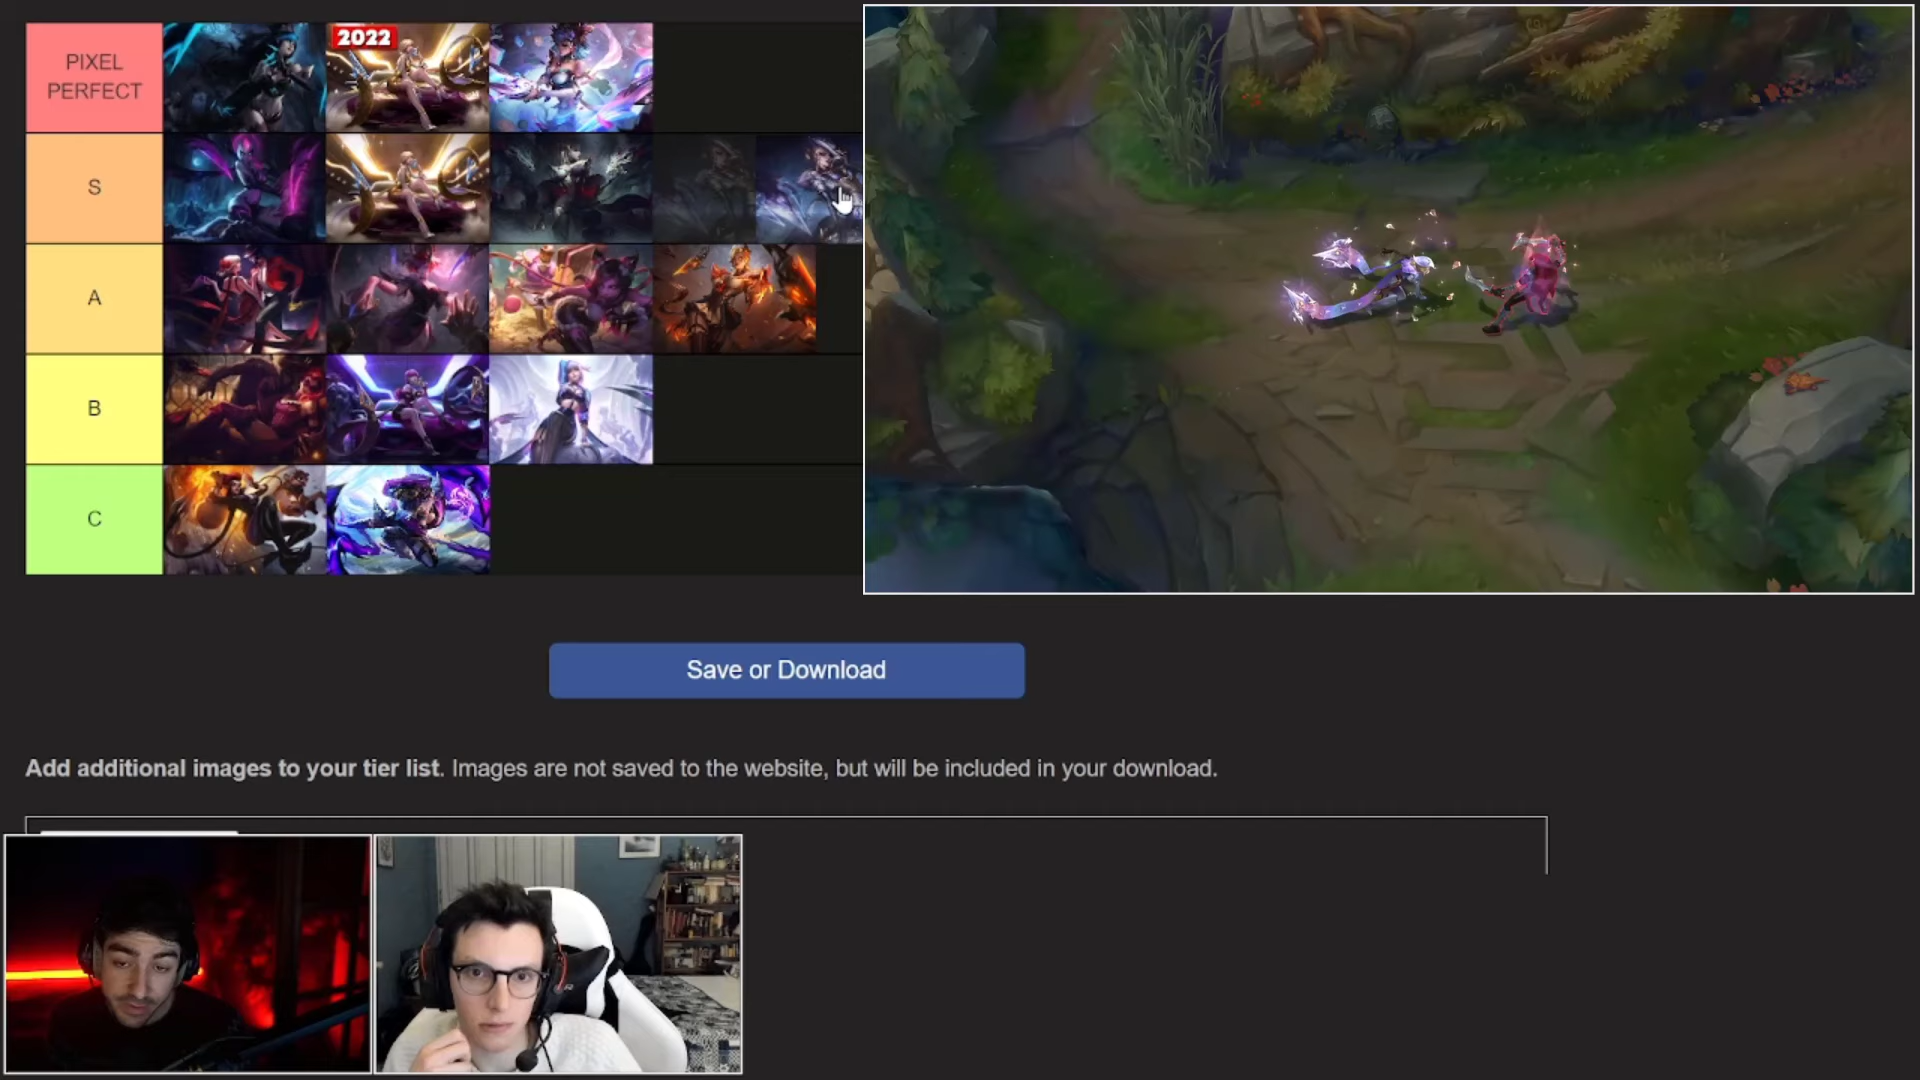 PIXEL
PERFECT
2022
S
A
B
C
Save or Download
Add additional images to your tier list. Images are not saved to the website, but will be included in your download.